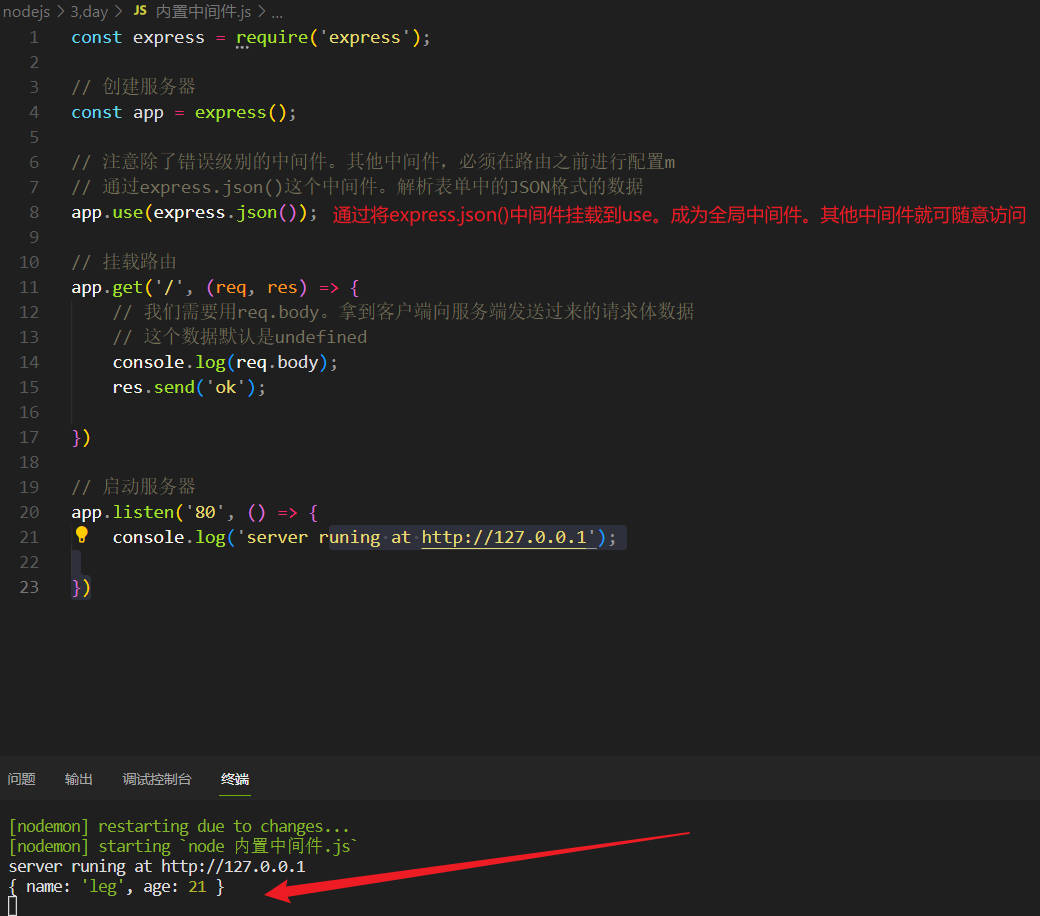 nodejs > 3,day > JS 内置中间件.js > ...
1 const express = require('express');
2
3 // 创建服务器
4 const app = express();
5
6 // 注意除了错误级别的中间件。其他中间件，必须在路由之前进行配置m
7 // 通过express.json()这个中间件。解析表单中的JSON格式的数据
8 app.use(express.json()); 通过将express.json()中间件挂载到use。成为全局中间件。其他中间件就可随意访问
9
10 // 挂载路由
11 app.get('/', (req, res) => {
12 // 我们需要用req.body。拿到客户端向服务端发送过来的请求体数据
13 // 这个数据默认是undefined
14 console.log(req.body);
15 res.send('ok');
16
17 })
18
19 // 启动服务器
20 app.listen('80', () => {
21 console.log('server runing at http://127.0.0.1');
22
23 })
问题 输出 调试控制台 终端
[nodemon] restarting due to changes...
[nodemon] starting `node 内置中间件.js`
server runing at http://127.0.0.1
{ name: 'leg', age: 21 }